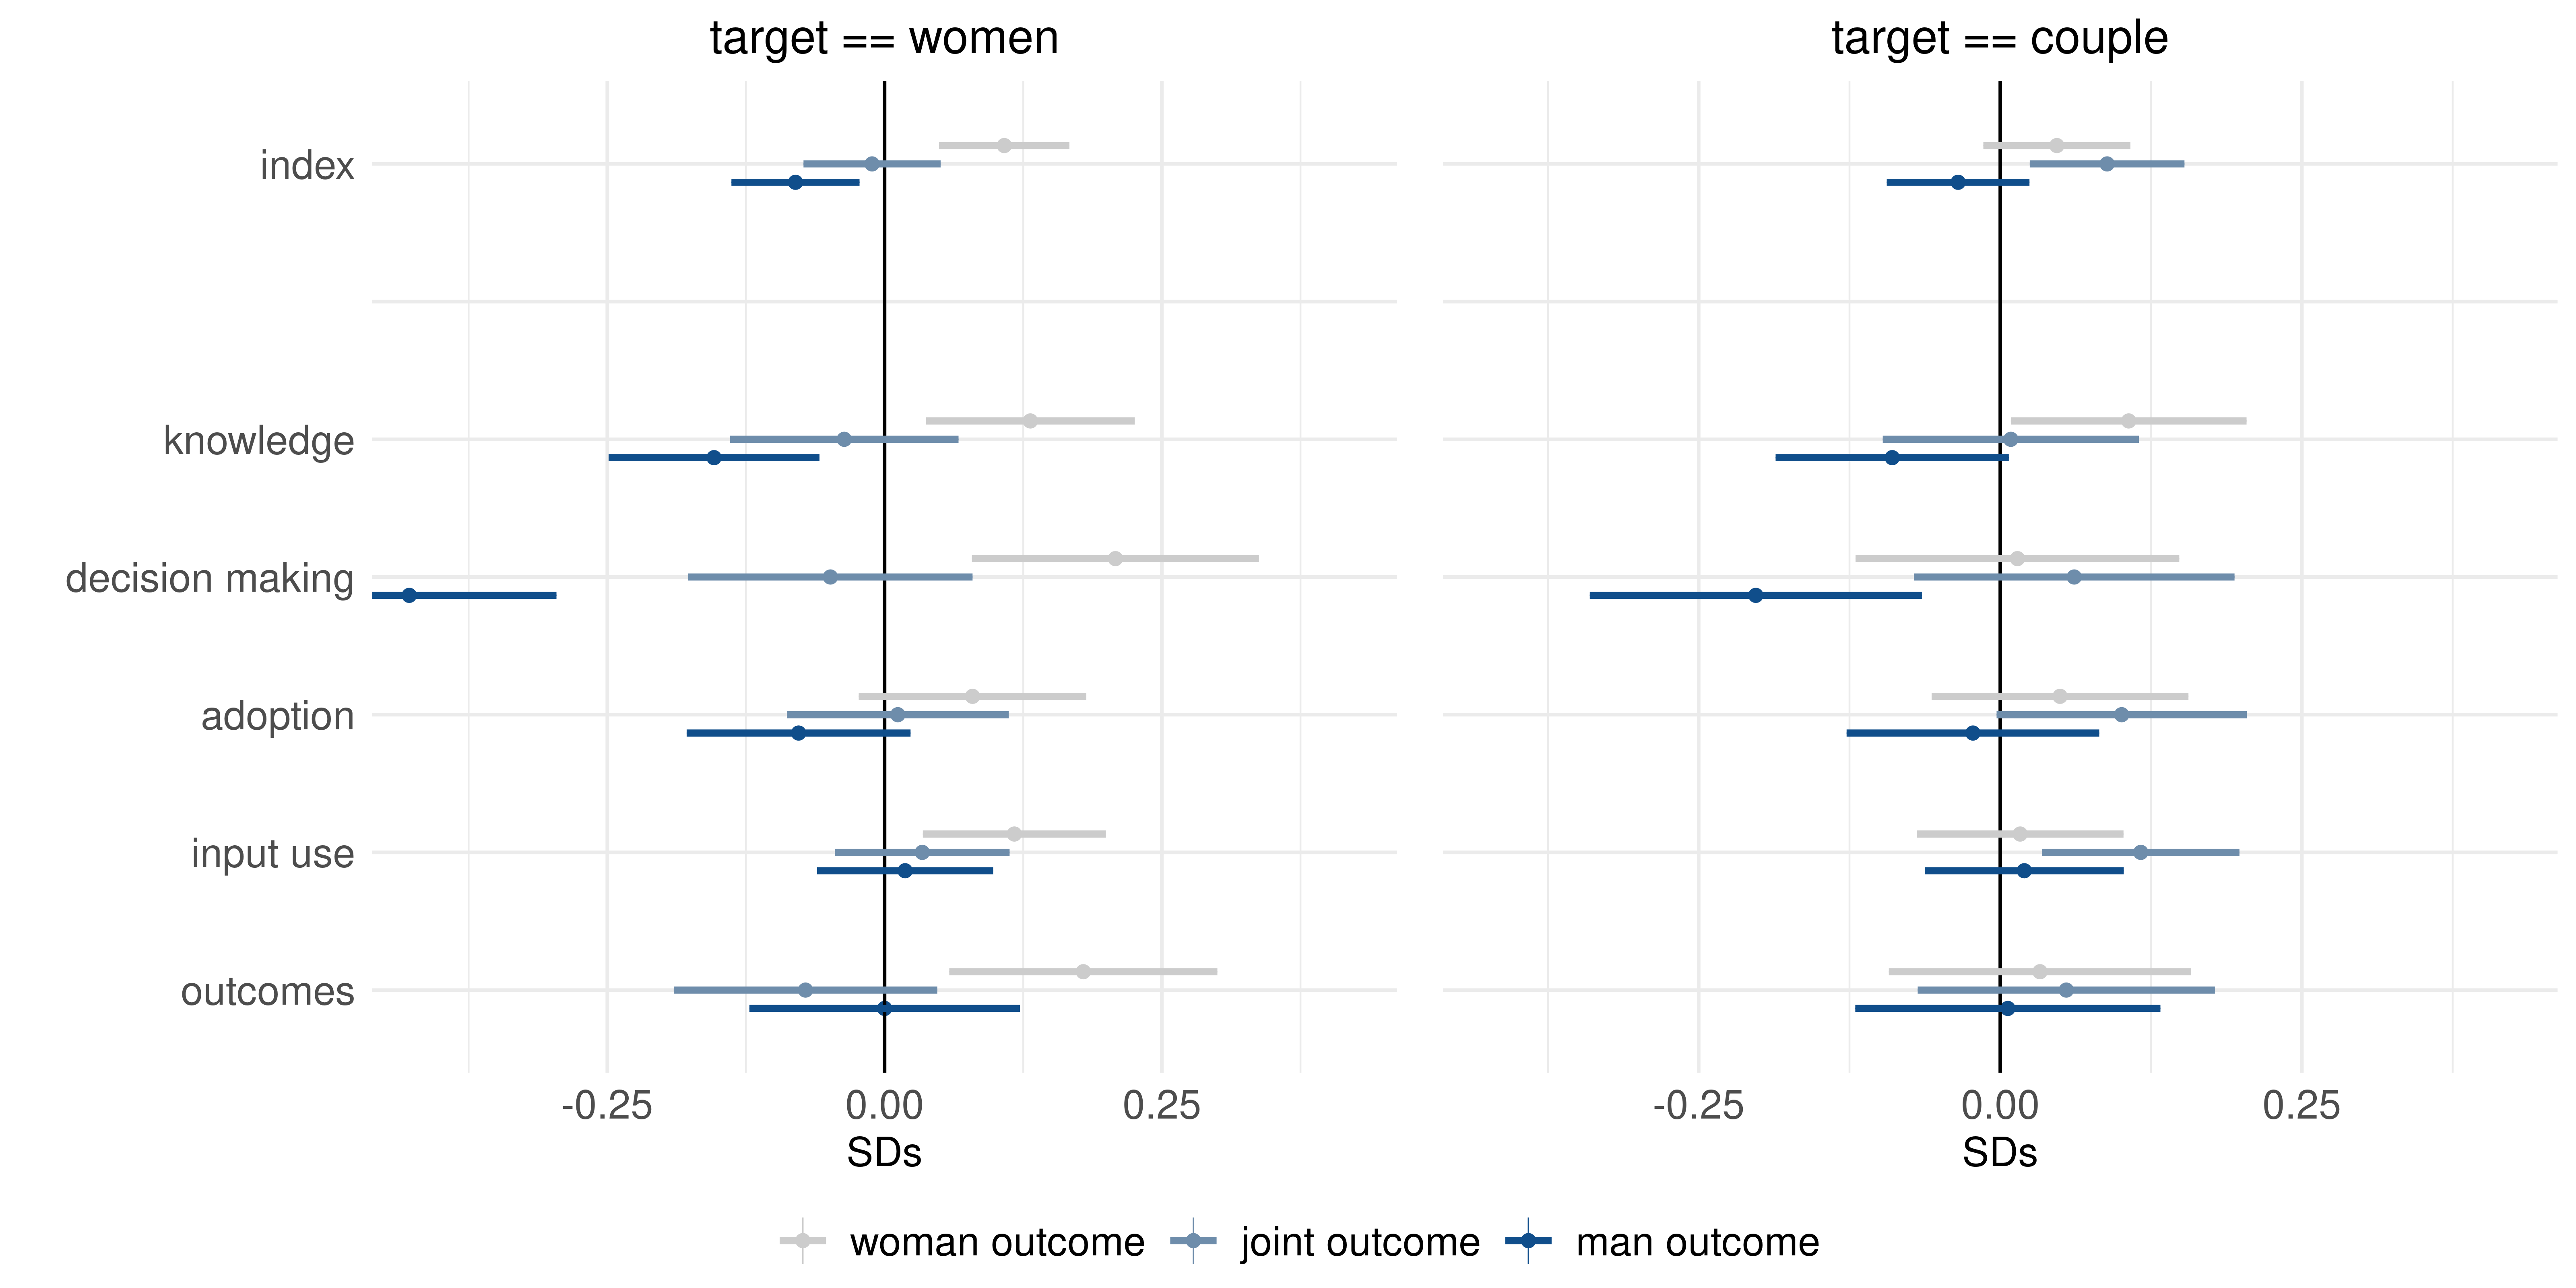 target == women
target == couple
index
knowledge
decision making
adoption
input use
outcomes
-0.25 0.00 0.25
-0.25 0.00 0.25
SDs
SDs
woman outcome joint outcome man outcome